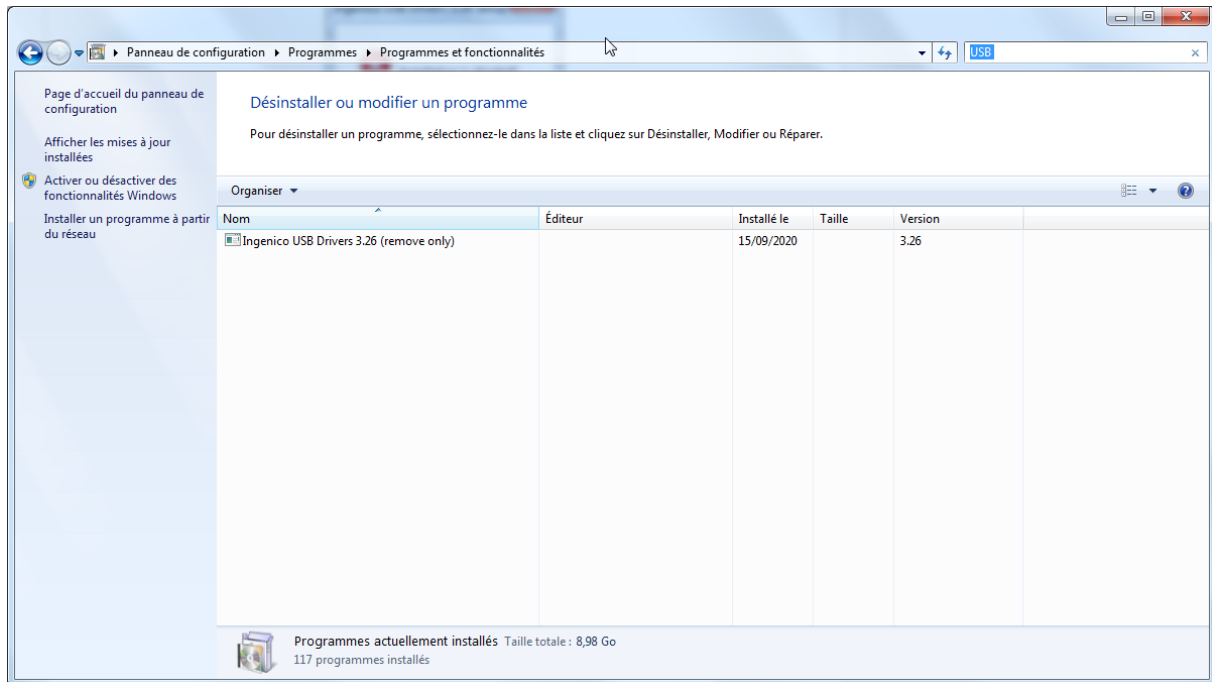 Panneau de configuration ▸ Programmes ▸ Programmes et fonctionnalités
USB
Page d'accueil du panneau de
configuration
Afficher les mises à jour
installées
Activer ou désactiver des
fonctionnalités Windows
Installer un programme à partir
du réseau
Désinstaller ou modifier un programme
Pour désinstaller un programme, sélectionnez-le dans la liste et cliquez sur Désinstaller, Modifier ou Réparer.
Organiser
Nom Éditeur Installé le Taille Version
Ingenico USB Drivers 3.26 (remove only) 15/09/2020 3.26
Programmes actuellement installés Taille totale : 8,98 Go
117 programmes installés